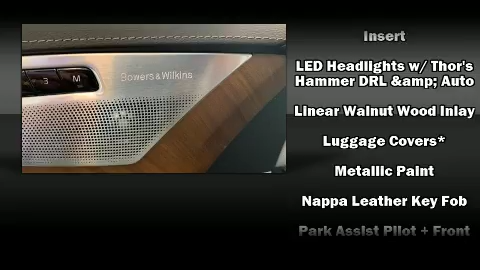 3
M
Bowers & Wilkins
Insert
LED Headlights w/ Thor's
Hammer DRL &amp; Auto
Linear Walnut Wood Inlay
Luggage Covers*
Metallic Paint
Nappa Leather Key Fob
Park Assist Pilot + Front